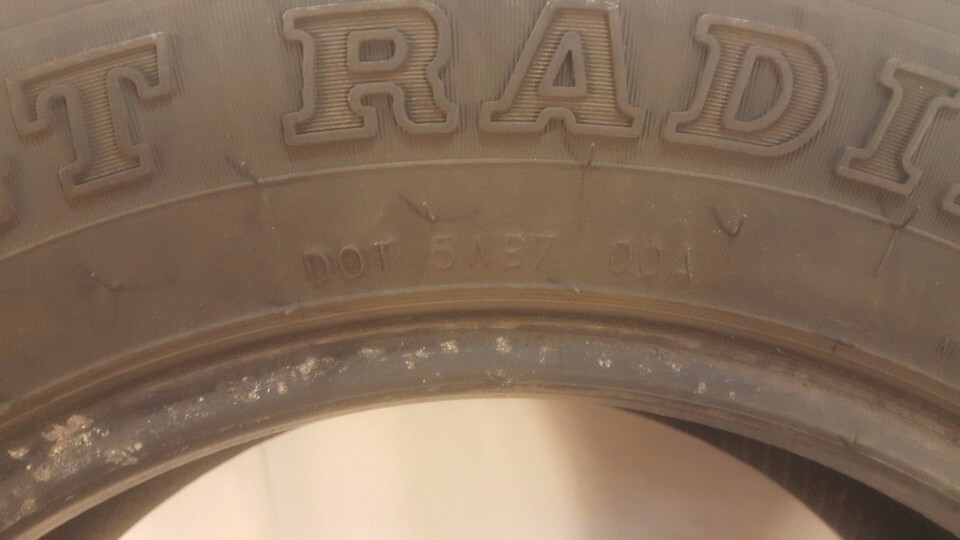 T RADI
DOT 5WB7 00A